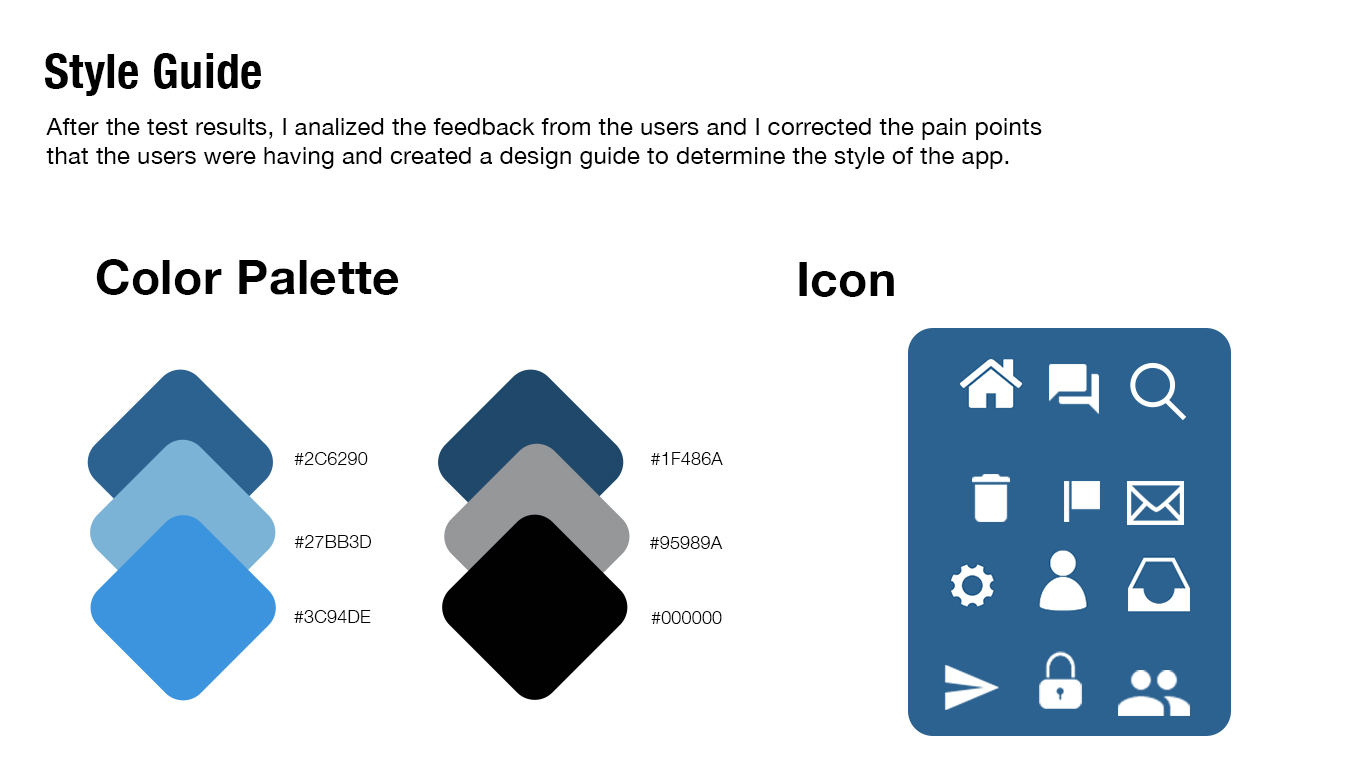 Style Guide
After the test results, I analized the feedback from the users and I corrected the pain points
that the users were having and created a design guide to determine the style of the app.
Color Palette
Icon
#2C6290
#27BB3D
#3C94DE
#1F486A
#95989A
#000000